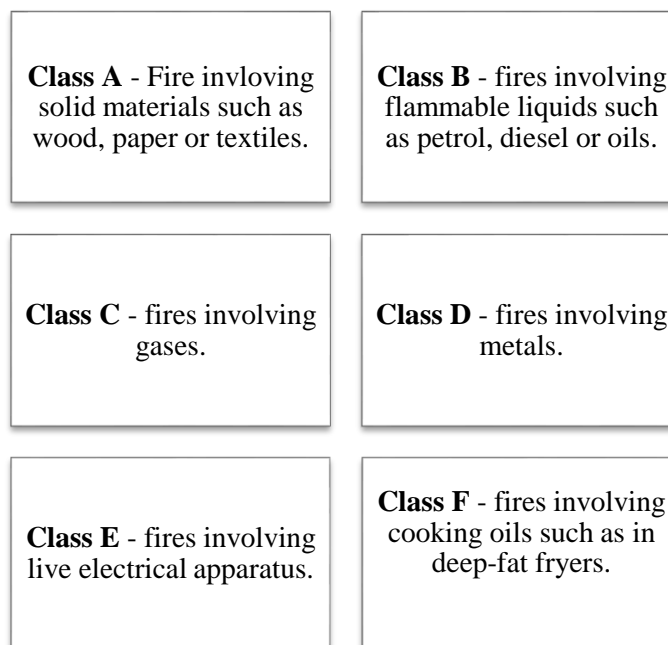 Class A - Fire invloving
solid materials such as
wood, paper or textiles.
Class B - fires involving
flammable liquids such
as petrol, diesel or oils.
Class C - fires involving
gases.
Class D - fires involving
metals.
Class E - fires involving
live electrical apparatus.
Class F - fires involving
cooking oils such as in
deep-fat fryers.